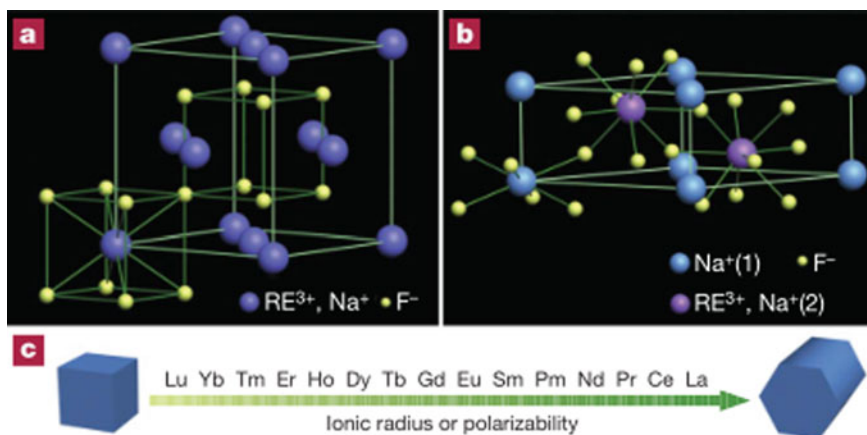 a
b
RE³⁺, Na⁺ F⁻
Na⁺(1) F⁻
RE³⁺, Na⁺(2)
c
Lu Yb Tm Er Ho Dy Tb Gd Eu Sm Pm Nd Pr Ce La
Ionic radius or polarizability